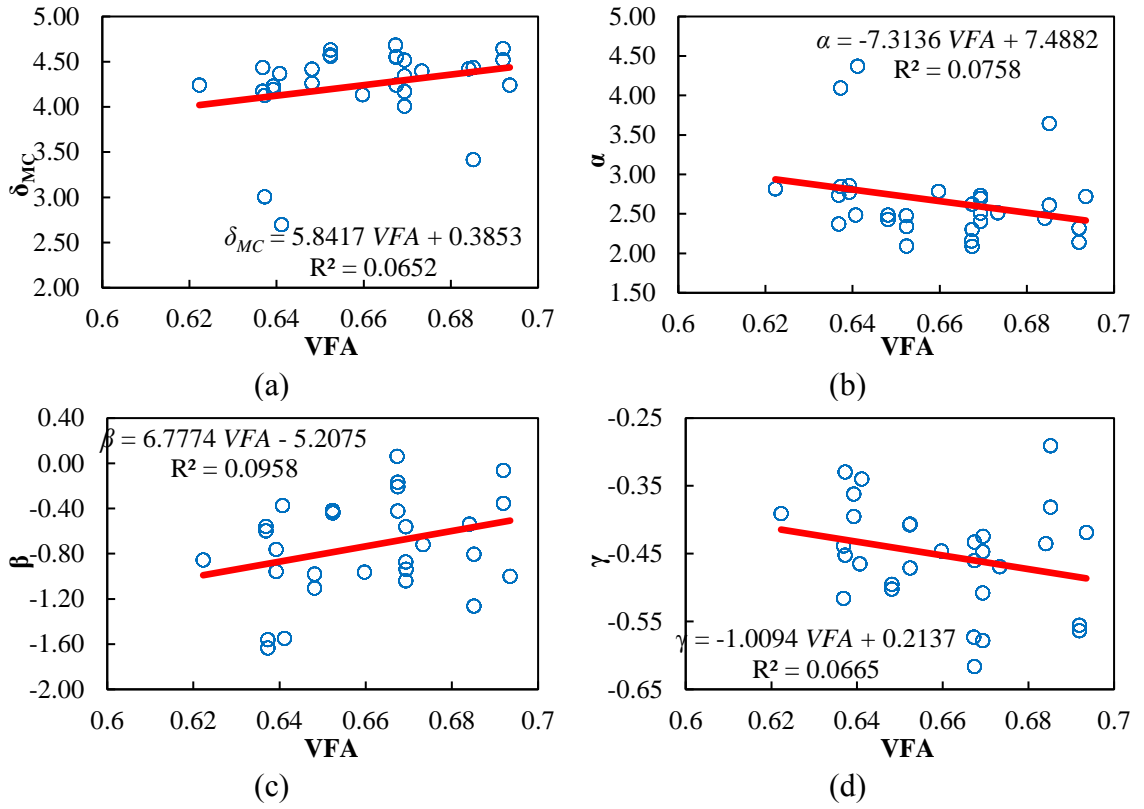 5.00
4.50
4.00
3.50
3.00
2.50
2.00
δMC
δMC = 5.8417 VFA + 0.3853
R² = 0.0652
0.6 0.62 0.64 0.66 0.68 0.7
VFA
(a)
5.00
4.50
4.00
3.50
3.00
2.50
2.00
1.50
α
α = -7.3136 VFA + 7.4882
R² = 0.0758
0.6 0.62 0.64 0.66 0.68 0.7
VFA
(b)
0.40
0.00
-0.40
-0.80
-1.20
-1.60
-2.00
β
β = 6.7774 VFA - 5.2075
R² = 0.0958
0.6 0.62 0.64 0.66 0.68 0.7
VFA
(c)
-0.25
-0.35
-0.45
-0.55
-0.65
γ
γ = -1.0094 VFA + 0.2137
R² = 0.0665
0.6 0.62 0.64 0.66 0.68 0.7
VFA
(d)